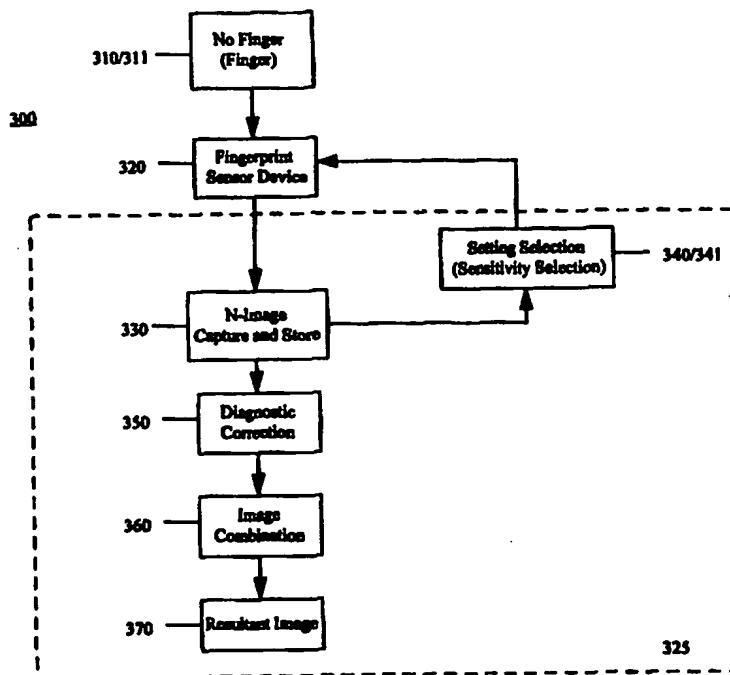 No Finger
(Finger)
310/311
300
Fingerprint
Sensor Device
320
Setting Selection
(Sensitivity Selection)
340/341
N-Image
Capture and Store
330
Diagnostic
Correction
350
Image
Combination
360
Resultant Image
370
325